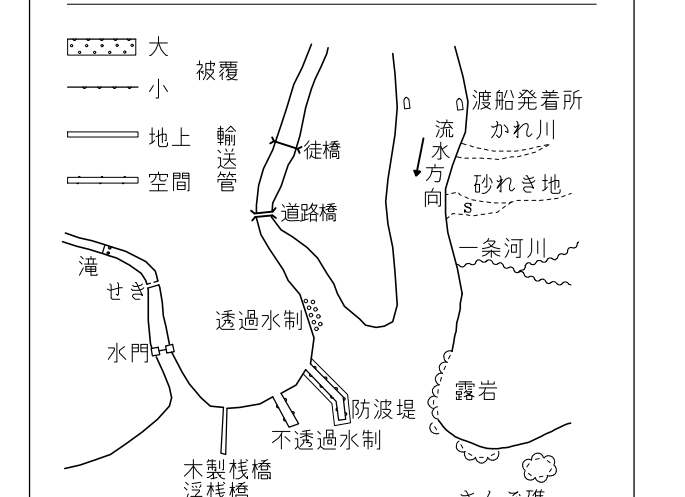 大
小
被覆
地上
空間
輸送管
徒橋
道路橋
渡船発着所
かれ川
流水方向
砂れき地
s
一条河川
滝
せき
水門
透過水制
防波堤
不透過水制
露岩
木製桟橋
浮桟橋